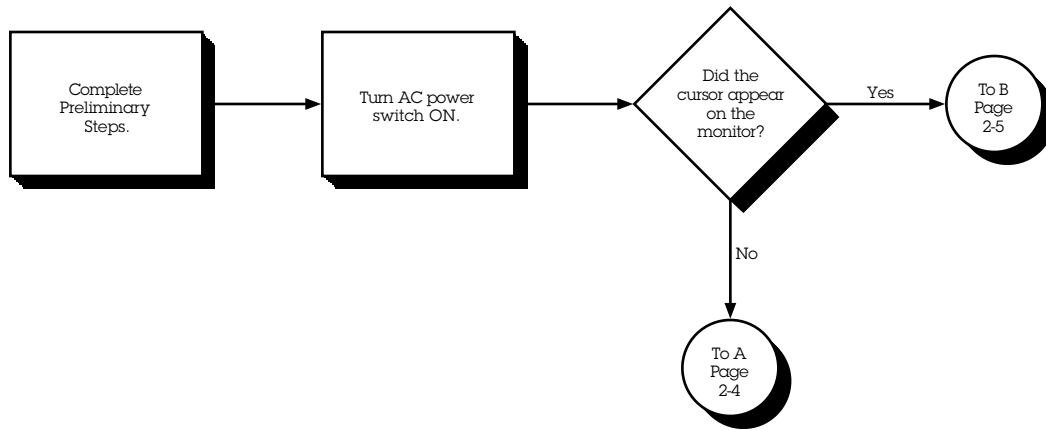 Complete
Preliminary
Steps.
Turn AC power
switch ON.
Did the
cursor appear
on the
monitor?
Yes
To B
Page
2-5
No
To A
Page
2-4